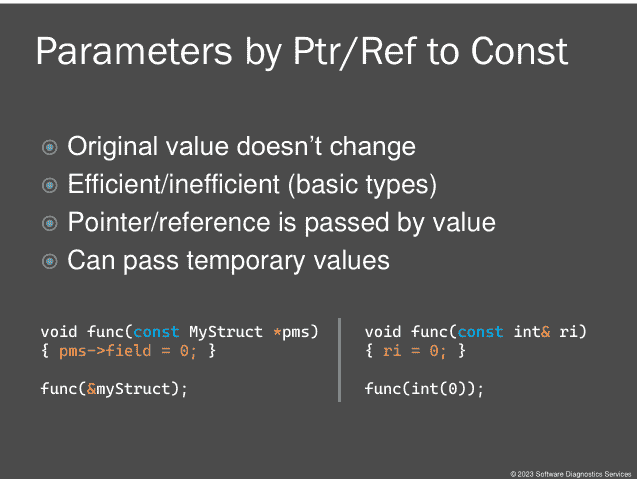 Parameters by Ptr/Ref to Const
Original value doesn’t change
Efficient/inefficient (basic types)
Pointer/reference is passed by value
Can pass temporary values
void func(const MyStruct *pms)
{ pms->field = 0; }
func(&myStruct);
void func(const int& ri)
{ ri = 0; }
func(int(0));
© 2023 Software Diagnostics Services